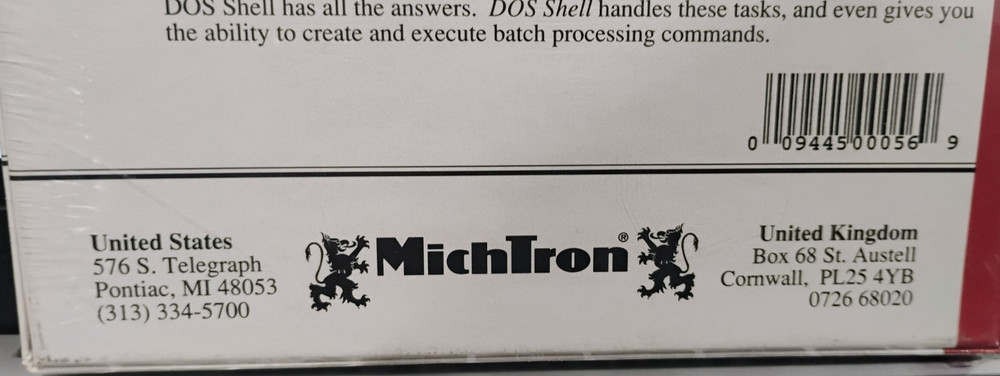 DOS Shell has all the answers. DOS Shell handles these tasks, and even gives you
the ability to create and execute batch processing commands.
0 09445 00056 9
United States
576 S. Telegraph
Pontiac, MI 48053
(313) 334-5700
MichTron®
United Kingdom
Box 68 St. Austell
Cornwall, PL25 4YB
0726 68020